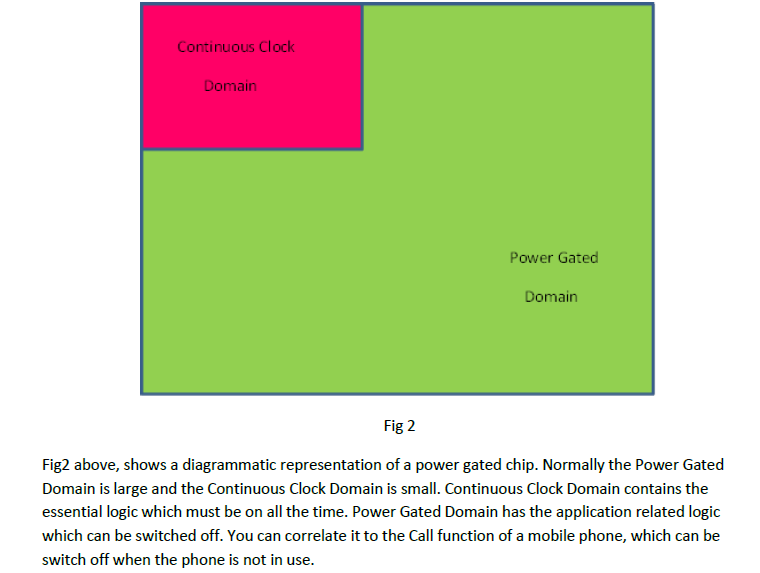 Continuous Clock
Domain
Power Gated
Domain
Fig 2
Fig2 above, shows a diagrammatic representation of a power gated chip. Normally the Power Gated
Domain is large and the Continuous Clock Domain is small. Continuous Clock Domain contains the
essential logic which must be on all the time. Power Gated Domain has the application related logic
which can be switched off. You can correlate it to the Call function of a mobile phone, which can be
switch off when the phone is not in use.